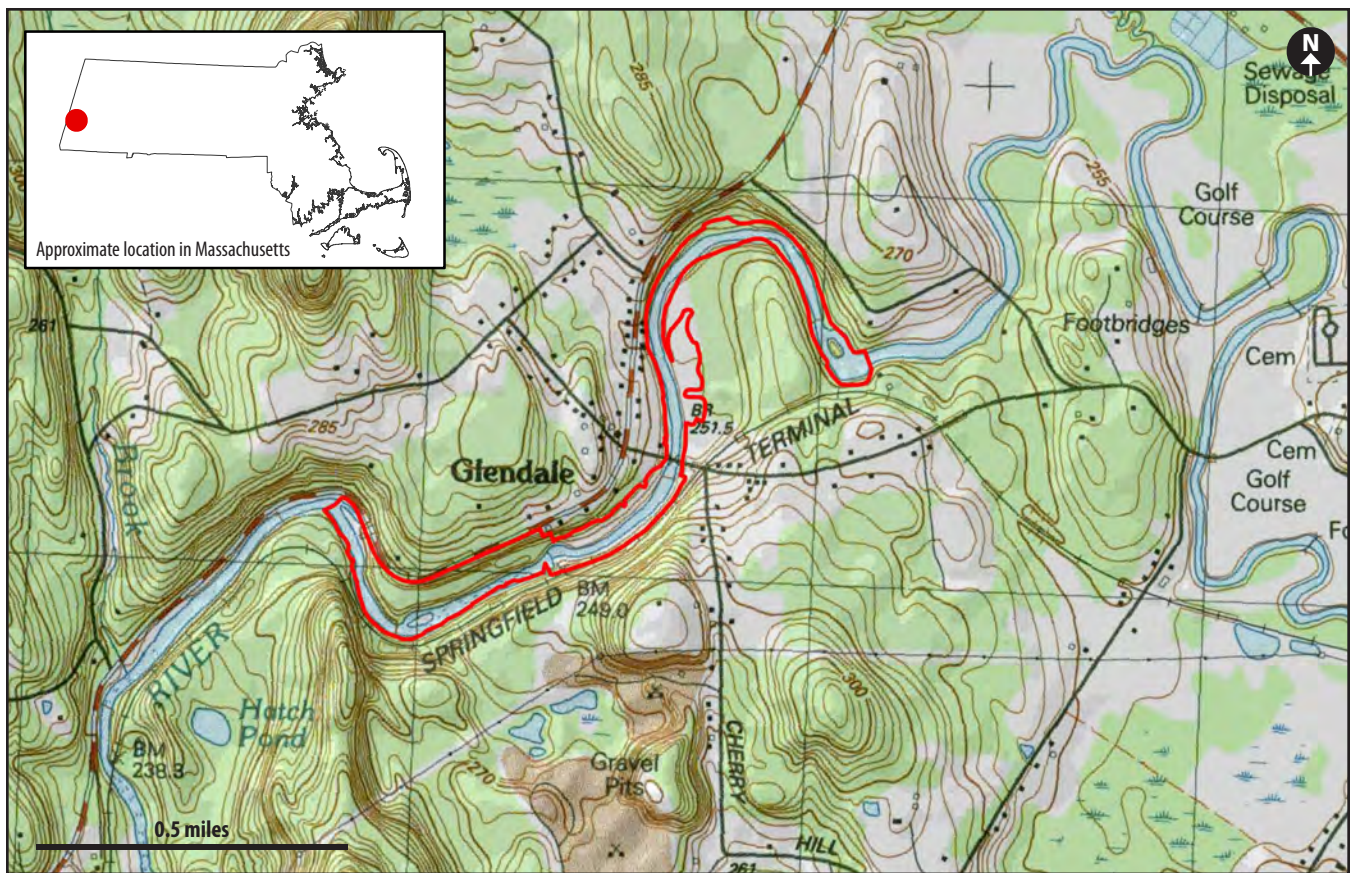 Approximate location in Massachusetts
N
Sewage
Disposal
285
255
Golf
Course
270
261
Footbridges
Cem
BR
251.5
TERMINAL
285
Glendale
Cem
Golf
Course
Brook
SPRINGFIELD
BM
249.0
RIVER
300
Hatch
Pond
BM
238.3
270
Gravel
Pits
CHERRY
0.5 miles
HILL
261